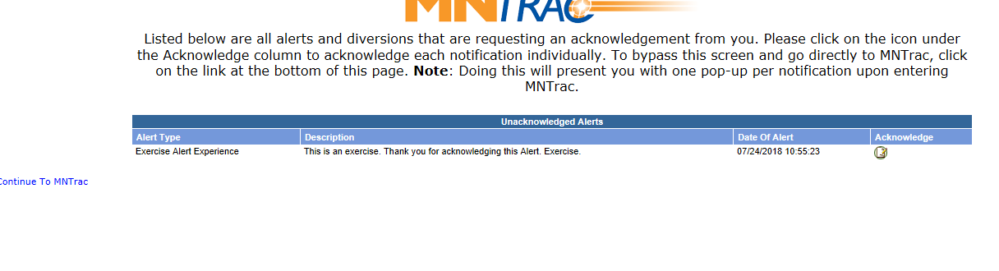 MNTRAC
Listed below are all alerts and diversions that are requesting an acknowledgement from you. Please click on the icon under
the Acknowledge column to acknowledge each notification individually. To bypass this screen and go directly to MNTrac, click
on the link at the bottom of this page. Note: Doing this will present you with one pop-up per notification upon entering
MNTrac.
Unacknowledged Alerts
Alert Type Description Date Of Alert Acknowledge
Exercise Alert Experience This is an exercise. Thank you for acknowledging this Alert. Exercise. 07/24/2018 10:55:23
Continue To MNTrac